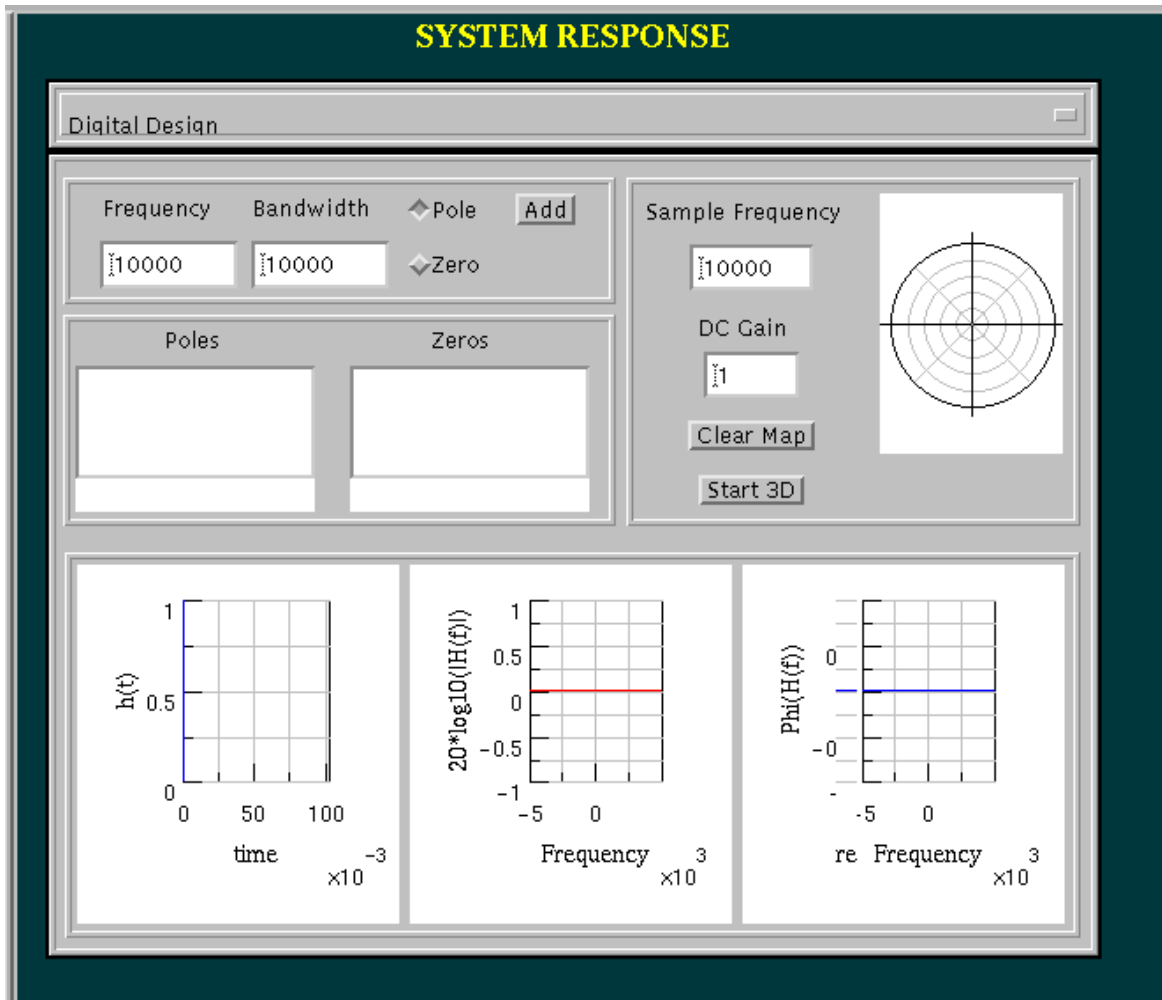 SYSTEM RESPONSE
Digital Design
Frequency Bandwidth Pole Add
10000 10000 Zero
Sample Frequency
10000
DC Gain
1
Clear Map
Start 3D
Poles Zeros
h(t)
1
0.5
0
0 50 100
time
×10 -3
20*log10(|H(f)|)
1
0.5
0
-0.5
-1
-5 0
Frequency
×10 3
Phi(H(f))
0
-0
-
-5 0
re Frequency
×10 3